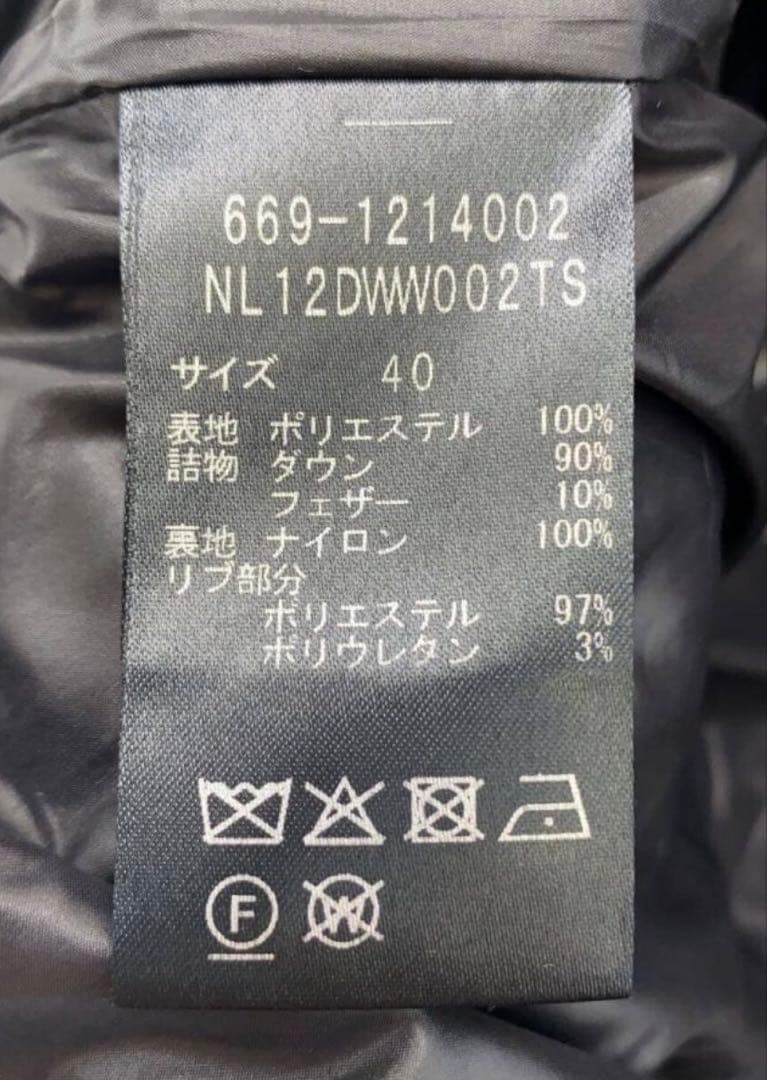 669-1214002
NL12DWW002TS
サイズ 40
表地 ポリエステル 100%
詰物 ダウン 90%
フェザー 10%
裏地 ナイロン 100%
リブ部分
ポリエステル 97%
ポリウレタン 3%
F W